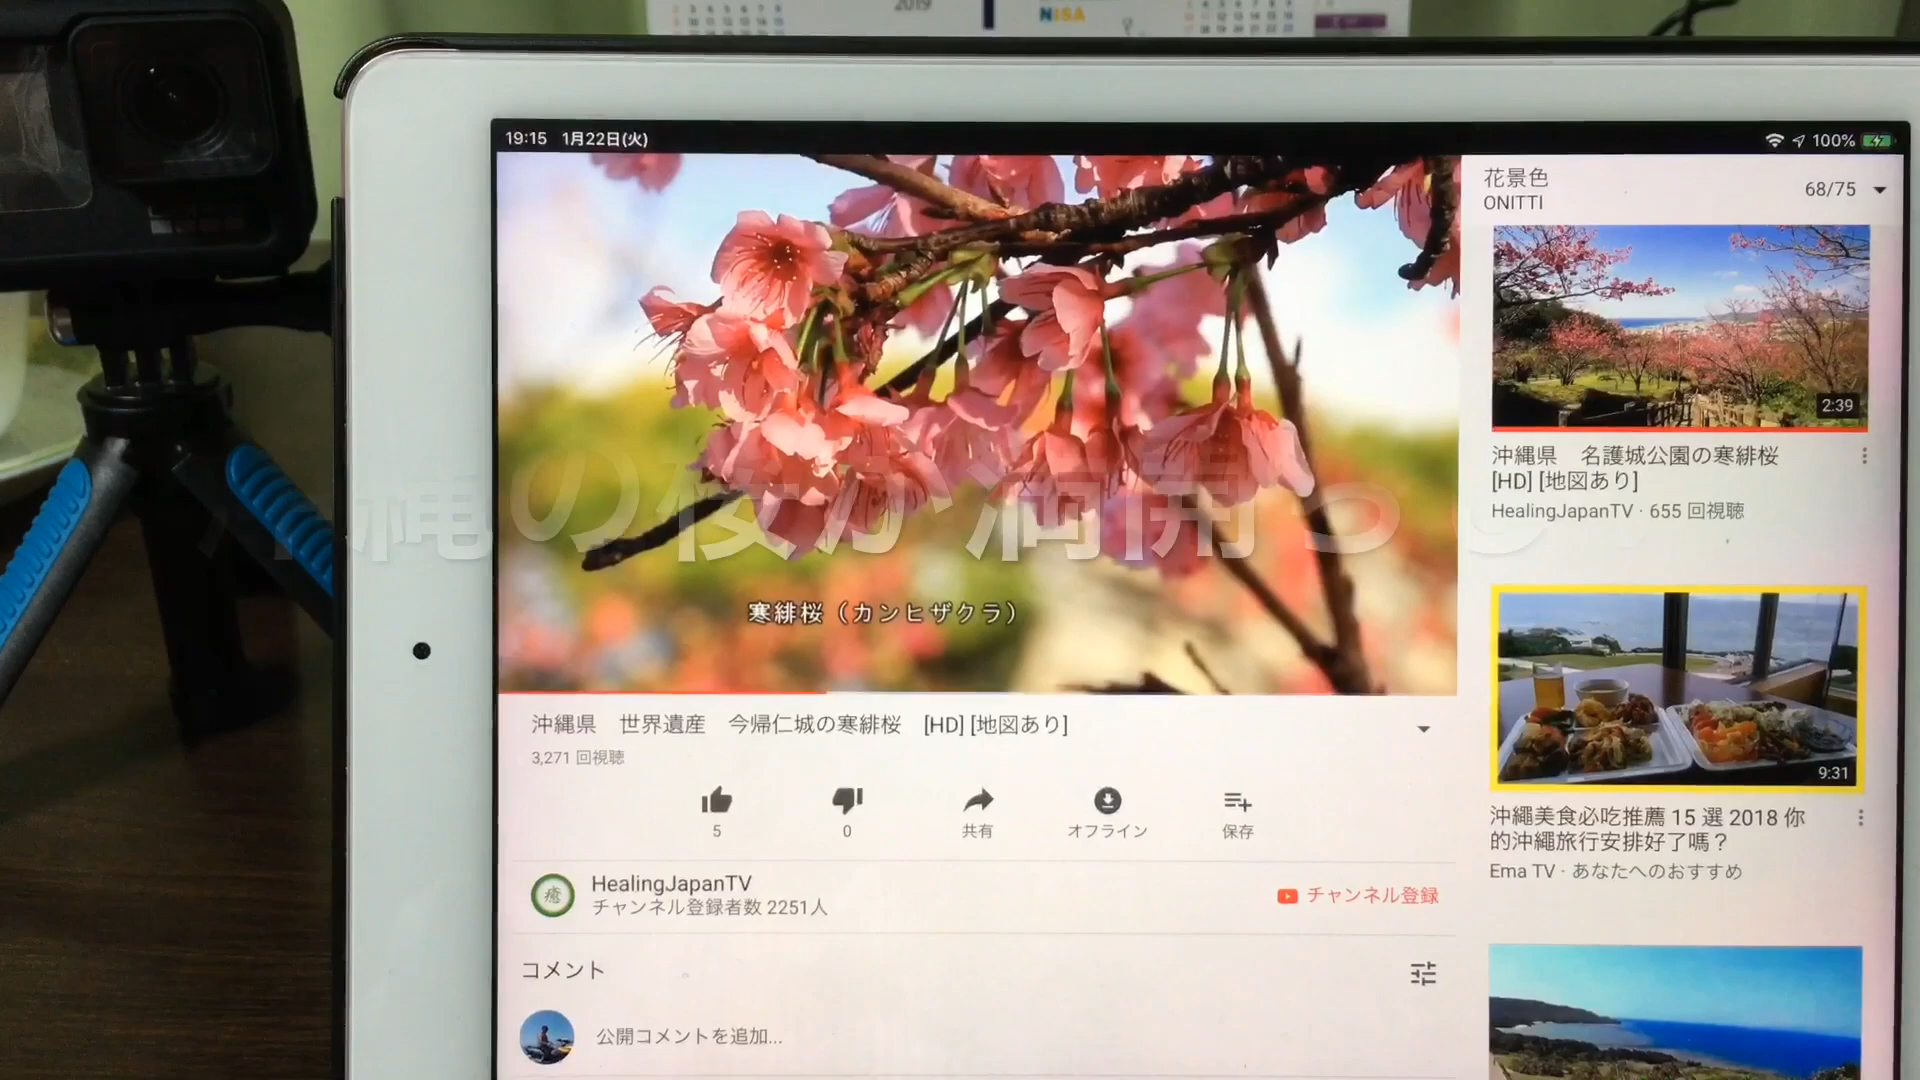 2019
NISA
19:15 1月22日(火)
100%
花景色
ONITTI
68/75
2:39
沖縄県 名護城公園の寒緋桜
[HD] [地図あり]
HealingJapanTV · 655 回視聴
寒緋桜（カンヒザクラ）
沖縄県 世界遺産 今帰仁城の寒緋桜 [HD] [地図あり]
3,271 回視聴
5
0
共有
オフライン
保存
癒
HealingJapanTV
チャンネル登録者数 2251人
チャンネル登録
コメント
公開コメントを追加...
9:31
沖繩美食必吃推薦 15 選 2018 你
的沖繩旅行安排好了嗎？
Ema TV · あなたへのおすすめ